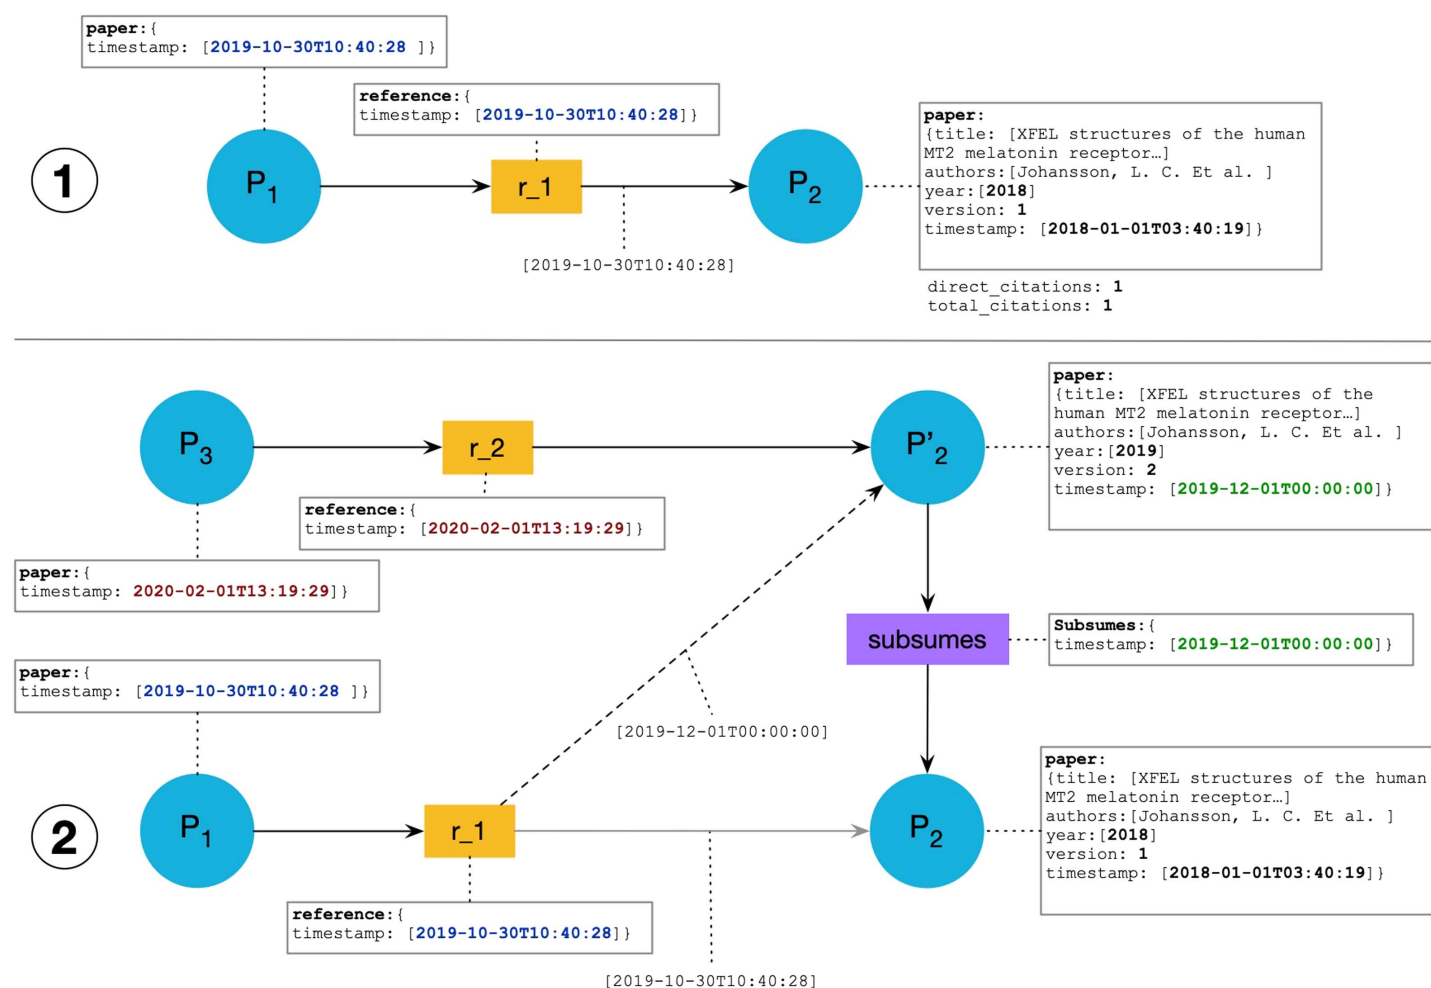 paper:{
timestamp: [2019-10-30T10:40:28 ]}
reference:{
timestamp: [2019-10-30T10:40:28]}
1
P1
r_1
P2
[2019-10-30T10:40:28]
paper:
{title: [XFEL structures of the human
MT2 melatonin receptor…]
authors:[Johansson, L. C. Et al. ]
year:[2018]
version: 1
timestamp: [2018-01-01T03:40:19]}
direct_citations: 1
total_citations: 1
P3
r_2
P'2
paper:
{title: [XFEL structures of the
human MT2 melatonin receptor…]
authors:[Johansson, L. C. Et al. ]
year:[2019]
version: 2
timestamp: [2019-12-01T00:00:00]}
reference:{
timestamp: [2020-02-01T13:19:29]}
paper:{
timestamp: 2020-02-01T13:19:29]}
subsumes
Subsumes:{
timestamp: [2019-12-01T00:00:00]}
paper:{
timestamp: [2019-10-30T10:40:28 ]}
[2019-12-01T00:00:00]
2
P1
r_1
P2
paper:
{title: [XFEL structures of the human
MT2 melatonin receptor…]
authors:[Johansson, L. C. Et al. ]
year:[2018]
version: 1
timestamp: [2018-01-01T03:40:19]}
reference:{
timestamp: [2019-10-30T10:40:28]}
[2019-10-30T10:40:28]